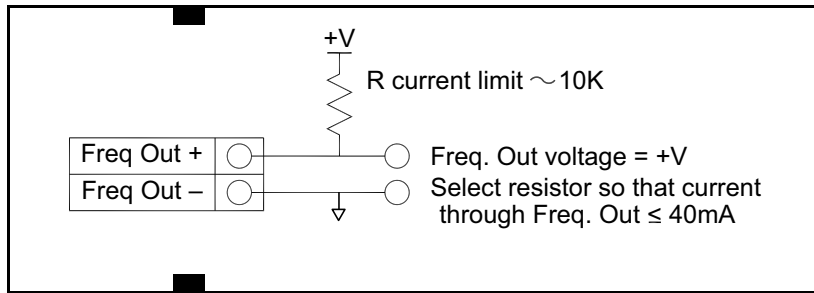 +V
R current limit ～10K
Freq Out +
Freq. Out voltage = +V
Freq Out –
Select resistor so that current
through Freq. Out ≤ 40mA